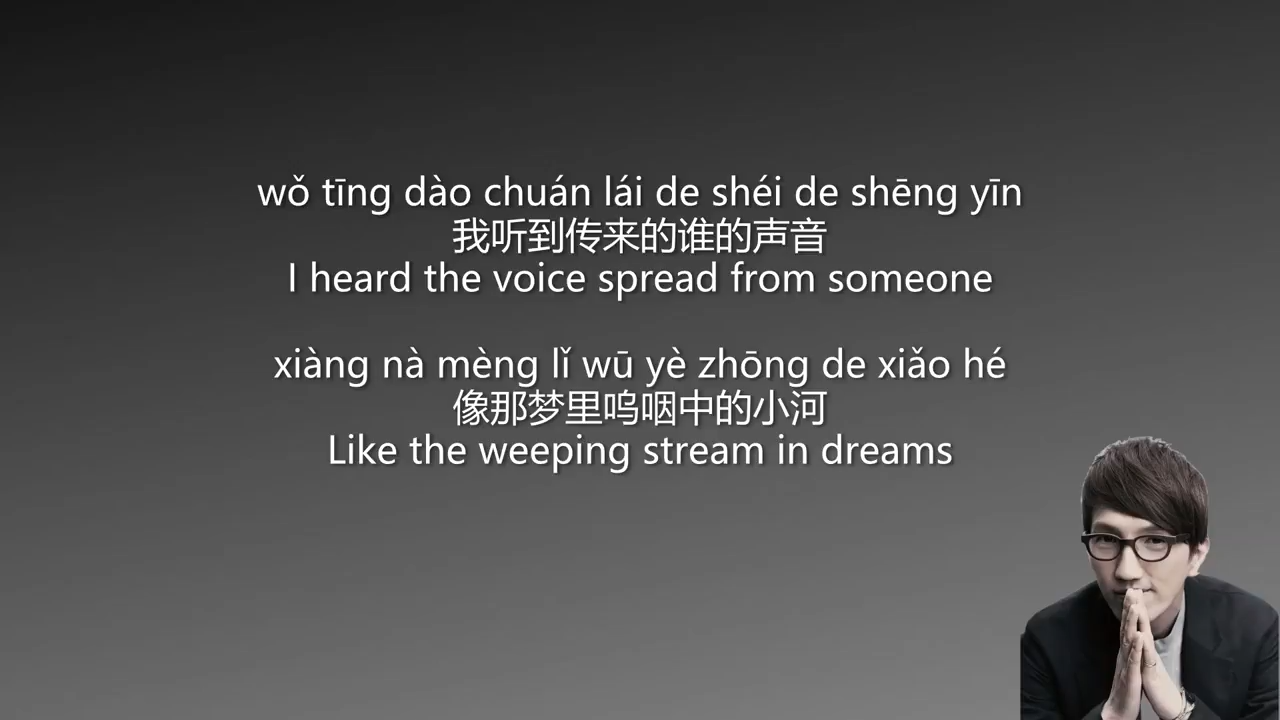 wǒ tīng dào chuán lái de shéi de shēng yīn
我听到传来的谁的声音
I heard the voice spread from someone
xiàng nà mèng lǐ wū yè zhōng de xiǎo hé
像那梦里呜咽中的小河
Like the weeping stream in dreams